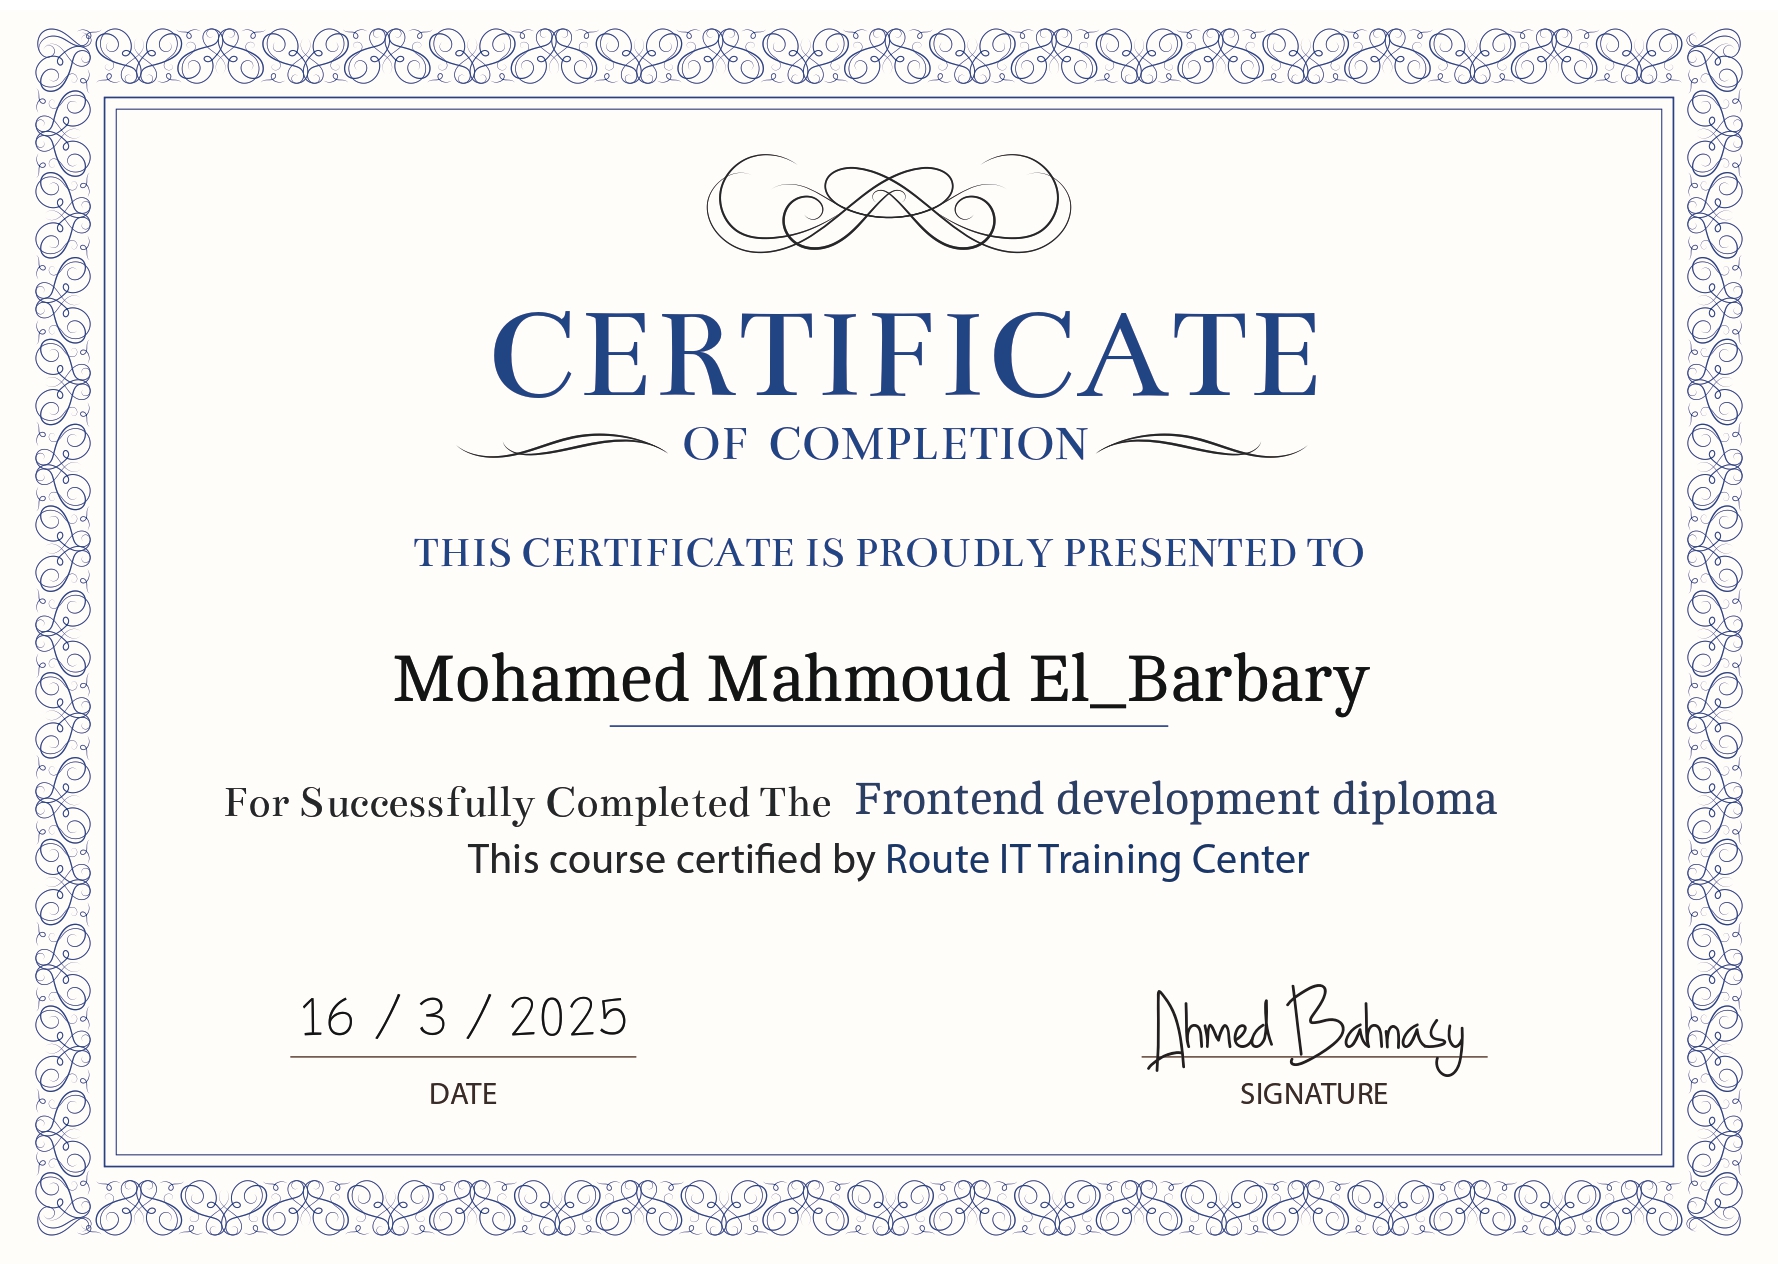 CERTIFICATE
OF COMPLETION
THIS CERTIFICATE IS PROUDLY PRESENTED TO
Mohamed Mahmoud El_Barbary
For Successfully Completed The Frontend development diploma
This course certified by Route IT Training Center
16 / 3 / 2025
Ahmed Bahnasy
DATE
SIGNATURE